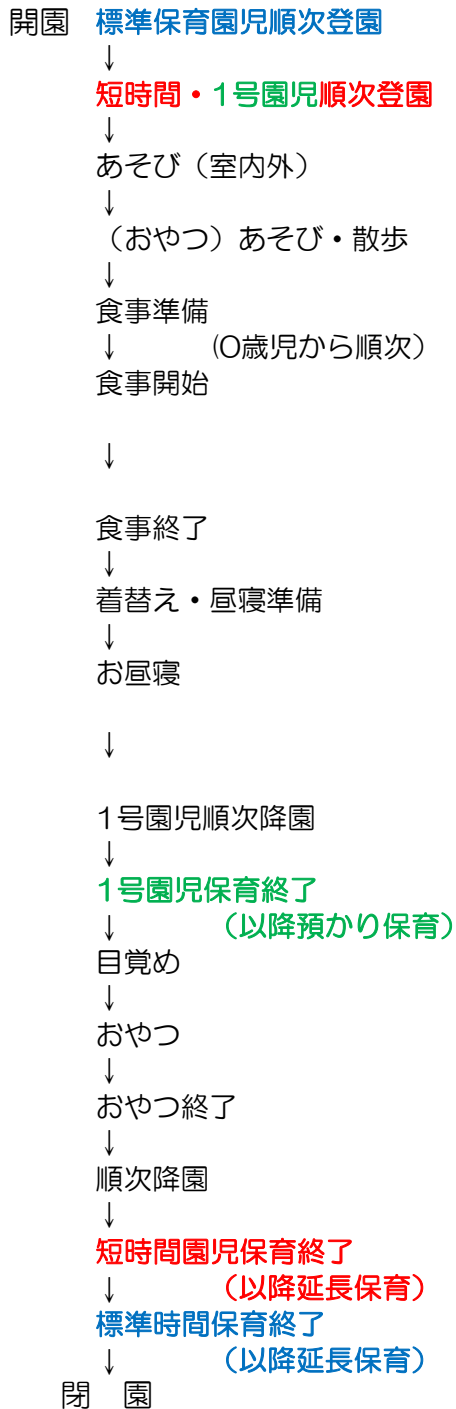 開園 標準保育園児順次登園
↓
短時間・1号園児順次登園
↓
あそび（室内外）
↓
（おやつ）あそび・散歩
↓
食事準備
↓ (0歳児から順次）
食事開始
↓
食事終了
↓
着替え・昼寝準備
↓
お昼寝
↓
1号園児順次降園
↓
1号園児保育終了
↓ （以降預かり保育）
目覚め
↓
おやつ
↓
おやつ終了
↓
順次降園
↓
短時間園児保育終了
↓ （以降延長保育）
標準時間保育終了
↓ （以降延長保育）
閉 園